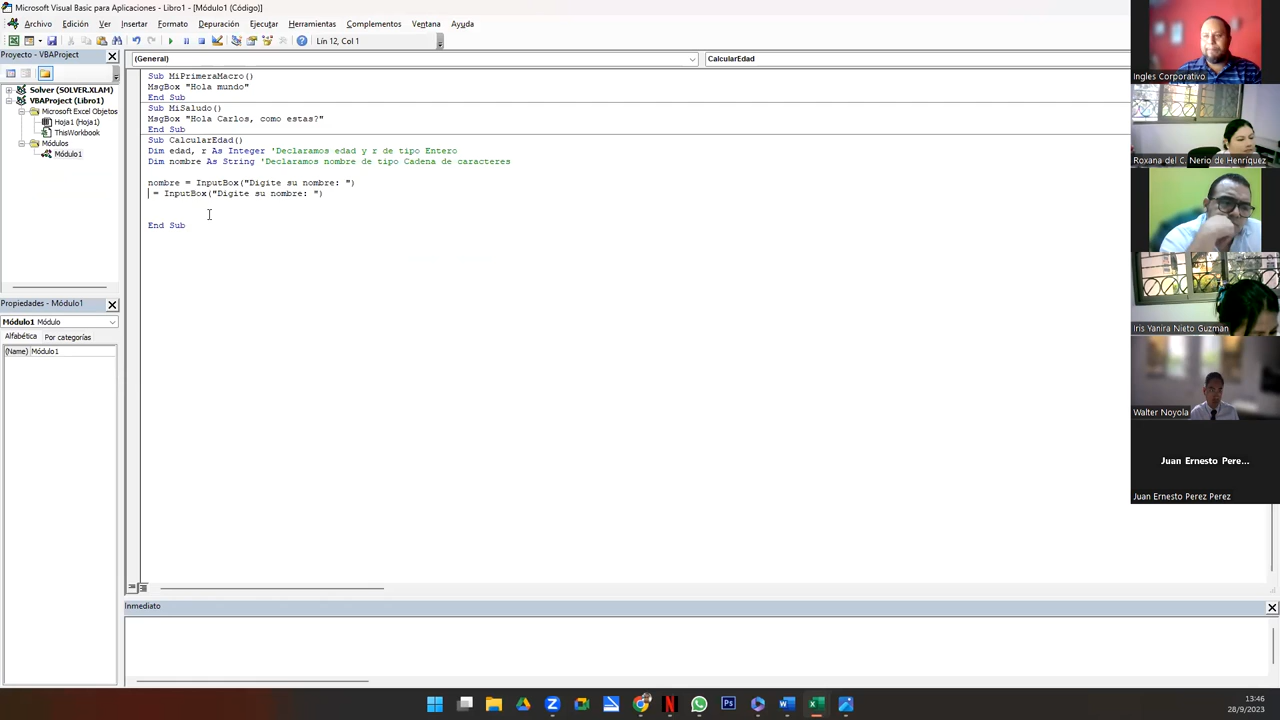 Microsoft Visual Basic para Aplicaciones - Libro1 - [Módulo1 (Código)]
Archivo Edición Ver Insertar Formato Depuración Ejecutar Herramientas Complementos Ventana Ayuda
Lín 12, Col 1
Proyecto - VBAProject
(General)
CalcularEdad
Solver (SOLVER.XLAM)
VBAProject (Libro1)
Microsoft Excel Objetos
Hoja1 (Hoja1)
ThisWorkbook
Módulos
Módulo1
Sub MiPrimeraMacro()
MsgBox "Hola mundo"
End Sub
Sub MiSaludo()
MsgBox "Hola Carlos, como estas?"
End Sub
Sub CalcularEdad()
Dim edad, r As Integer 'Declaramos edad y r de tipo Entero
Dim nombre As String 'Declaramos nombre de tipo Cadena de caracteres
nombre = InputBox("Digite su nombre: ")
= InputBox("Digite su nombre: ")
End Sub
Propiedades - Módulo1
Módulo1 Módulo
Alfabética Por categorías
(Name) Módulo1
Inmediato
Ingles Corporativo
Roxana del C. Nerio de Henríquez
Iris Yanira Nieto Guzman
Walter Noyola
Juan Ernesto Pere...
Juan Ernesto Perez Perez
13:46
28/9/2023